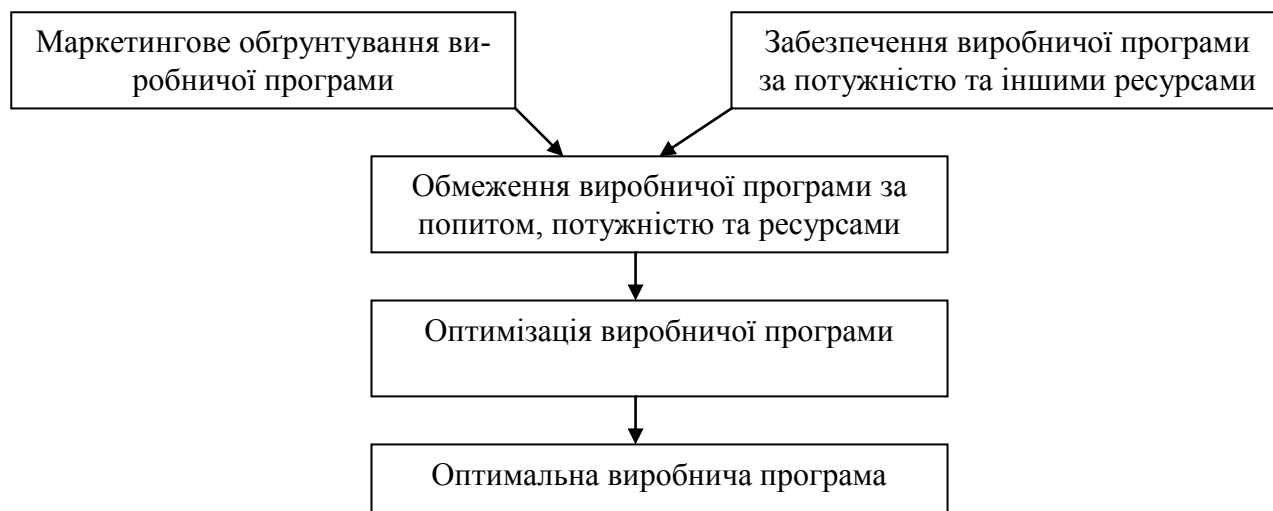 Маркетингове обґрунтування ви-
робничої програми
Забезпечення виробничої програми
за потужністю та іншими ресурсами
Обмеження виробничої програми за
попитом, потужністю та ресурсами
Оптимізація виробничої програми
Оптимальна виробнича програма